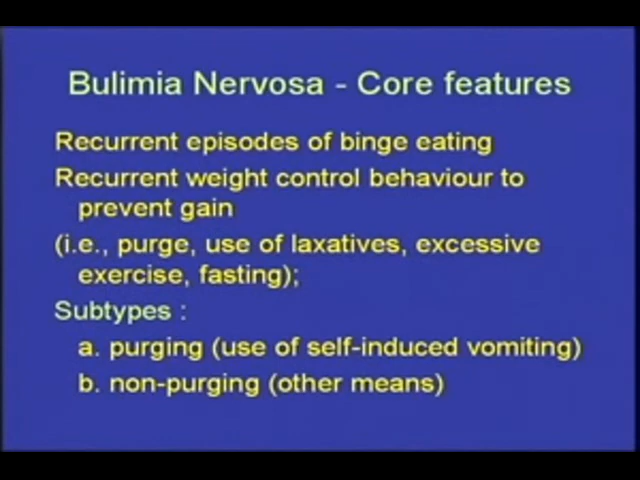 Bulimia Nervosa - Core features
Recurrent episodes of binge eating
Recurrent weight control behaviour to
prevent gain
(i.e., purge, use of laxatives, excessive
exercise, fasting);
Subtypes :
a. purging (use of self-induced vomiting)
b. non-purging (other means)